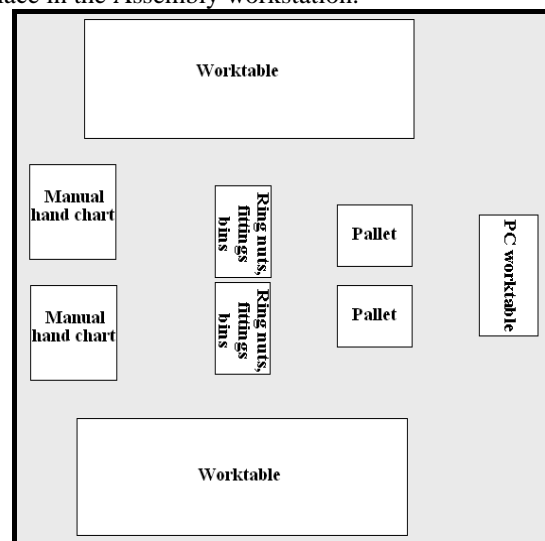 lace in the Assembly workstation.
Worktable
Manual
hand chart
Ring nuts,
fittings
bins
Pallet
PC worktable
Manual
hand chart
Ring nuts,
fittings
bins
Pallet
Worktable